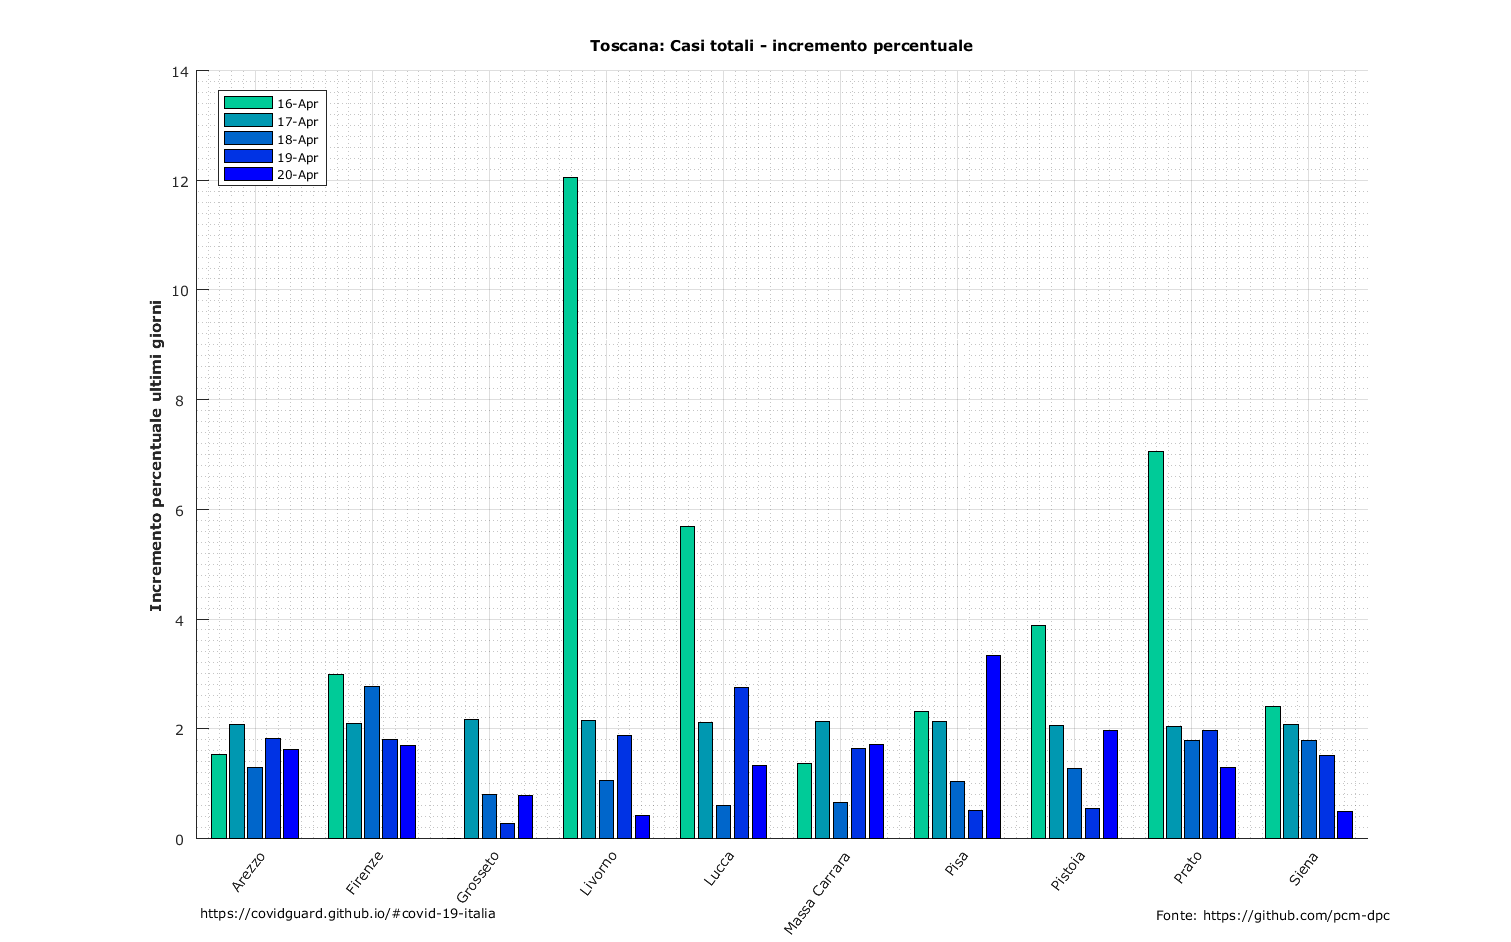 Toscana: Casi totali - incremento percentuale
14
12
10
8
6
4
2
0
Incremento percentuale ultimi giorni
16-Apr
17-Apr
18-Apr
19-Apr
20-Apr
Arezzo
Firenze
Grosseto
Livorno
Lucca
Massa Carrara
Pisa
Pistoia
Prato
Siena
https://covidguard.github.io/#covid-19-italia
Fonte: https://github.com/pcm-dpc